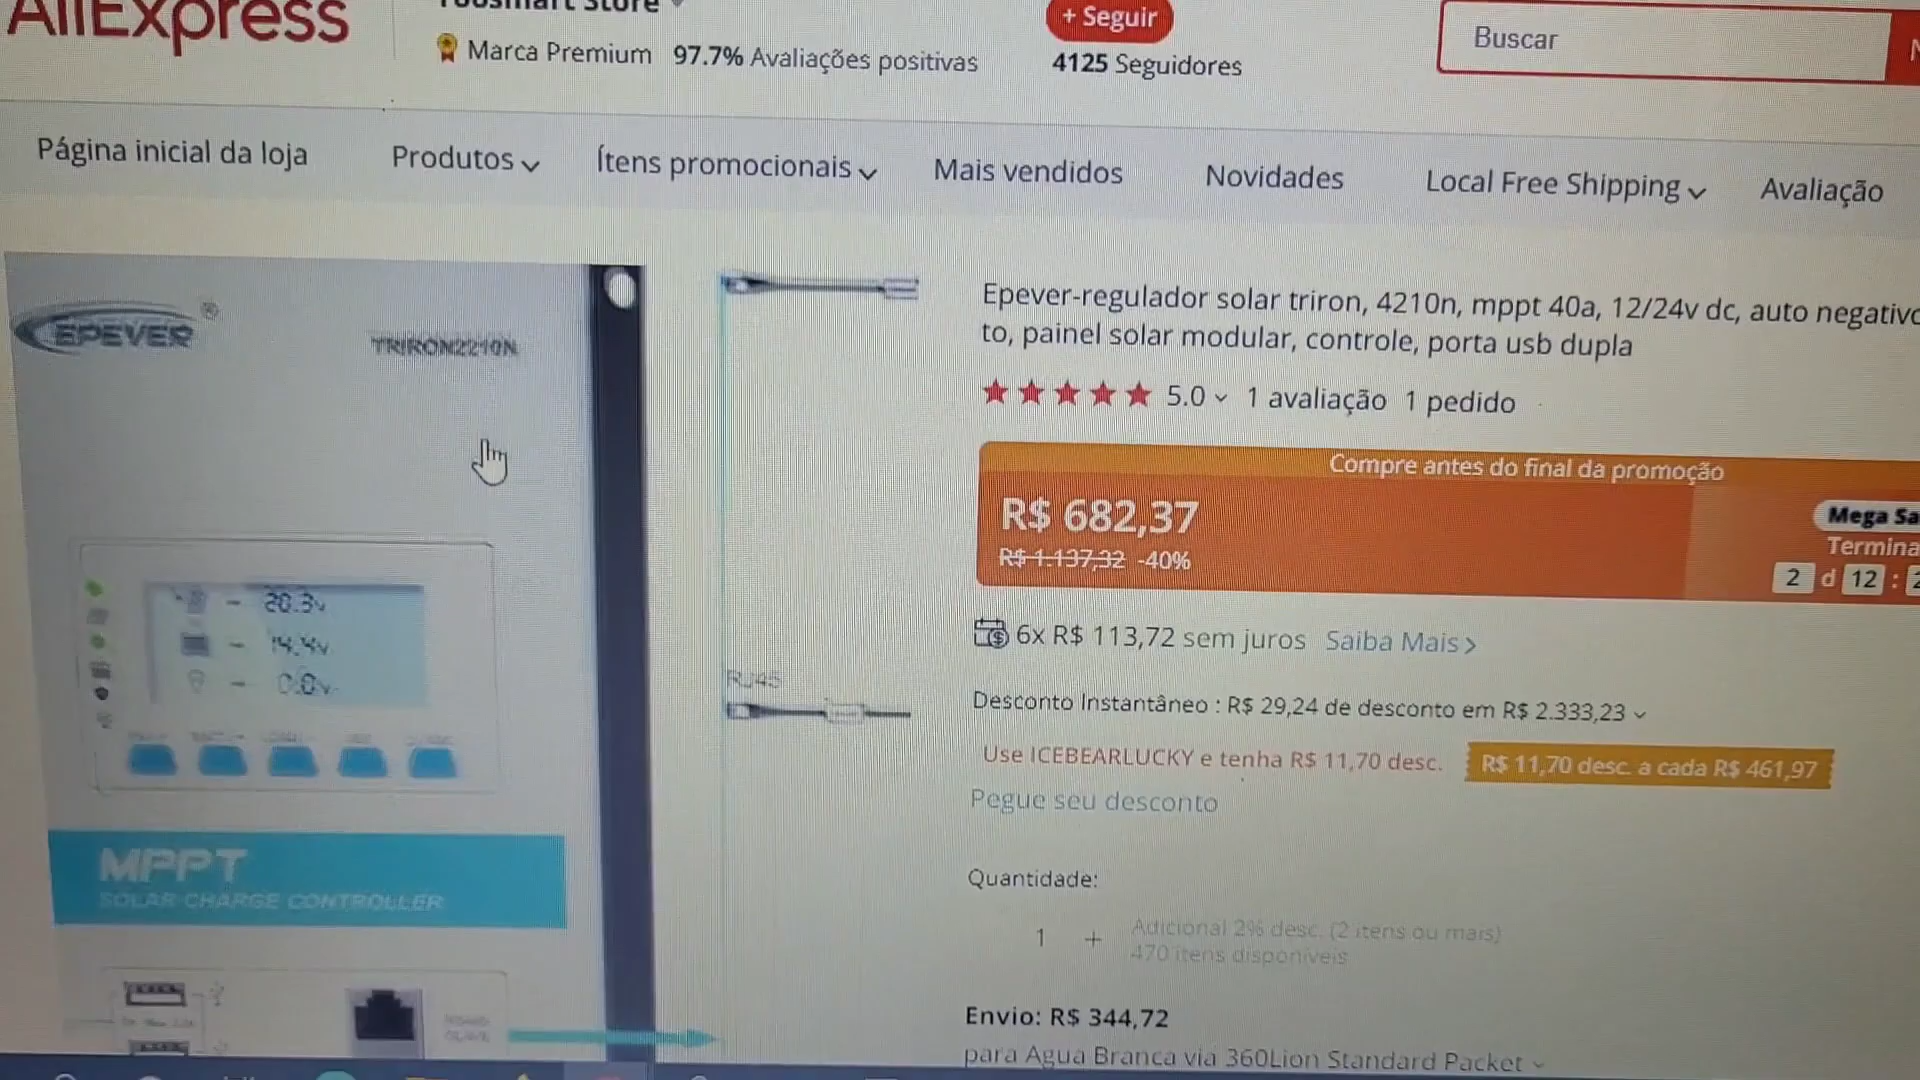 AliExpress
Store
+ Seguir
Marca Premium 97.7% Avaliações positivas
4125 Seguidores
Buscar
Página inicial da loja Produtos Ítens promocionais Mais vendidos Novidades Local Free Shipping Avaliação
EPEVER ®
TRIRON2210N
Epever-regulador solar triron, 4210n, mppt 40a, 12/24v dc, auto negativo
to, painel solar modular, controle, porta usb dupla
5.0 1 avaliação 1 pedido
Compre antes do final da promoção
R$ 682,37
R$ 1.137,32 -40%
Mega Sa
Termina
2 d 12 : 2
20.3v
14.4v
0.0v
6x R$ 113,72 sem juros Saiba Mais >
RJ45
Desconto Instantâneo : R$ 29,24 de desconto em R$ 2.333,23
Use ICEBEARLUCKY e tenha R$ 11,70 desc. R$ 11,70 desc. a cada R$ 461,97
Pegue seu desconto
MPPT
SOLAR CHARGE CONTROLLER
Quantidade:
1 + Adicional 2% desc. (2 itens ou mais)
470 itens disponíveis
Envio: R$ 344,72
para Agua Branca via 360Lion Standard Packet